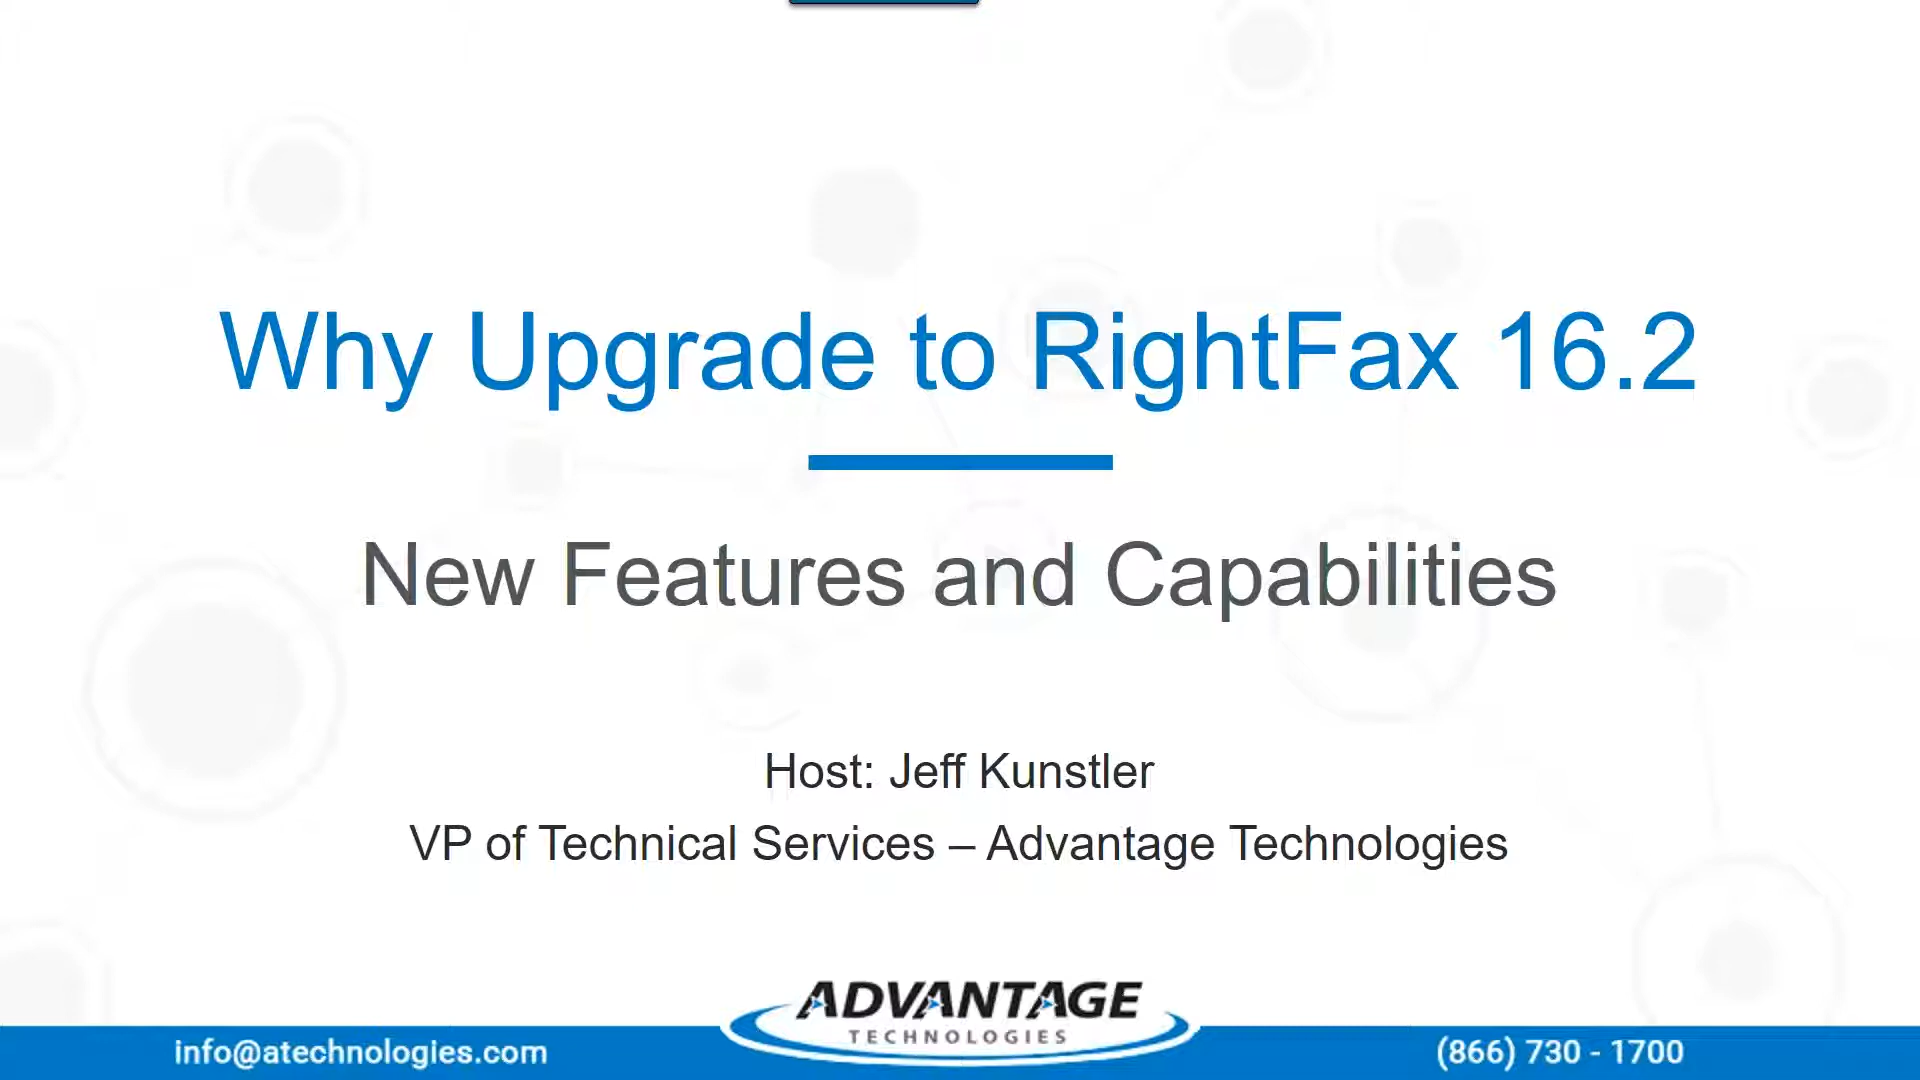 Why Upgrade to RightFax 16.2
New Features and Capabilities
Host: Jeff Kunstler
VP of Technical Services – Advantage Technologies
ADVANTAGE
TECHNOLOGIES
info@atechnologies.com
(866) 730 - 1700